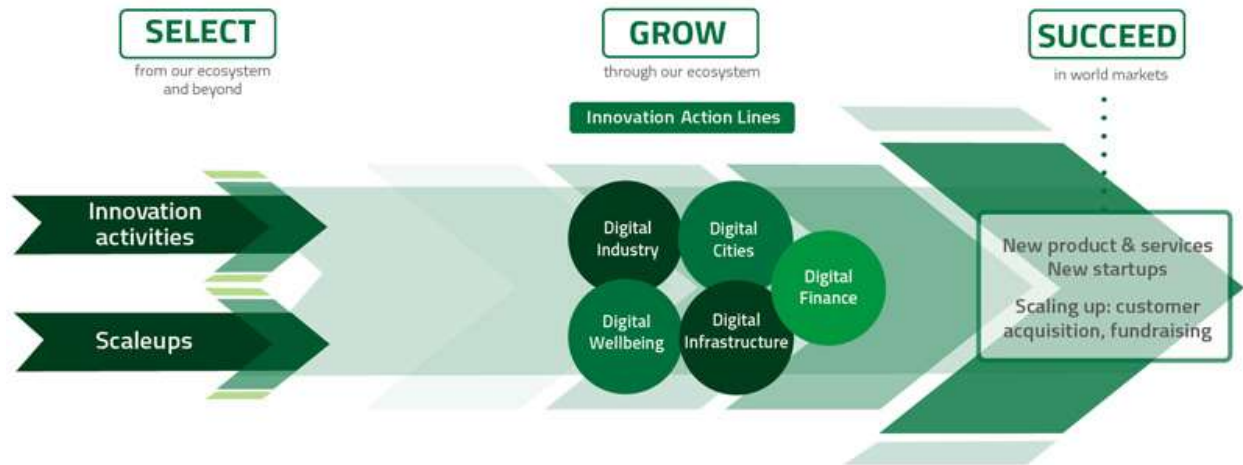 SELECT
from our ecosystem
and beyond
GROW
through our ecosystem
SUCCEED
in world markets
Innovation Action Lines
Innovation
activities
Scaleups
Digital
Industry
Digital
Cities
Digital
Finance
Digital
Wellbeing
Digital
Infrastructure
New product & services
New startups
Scaling up: customer
acquisition, fundraising